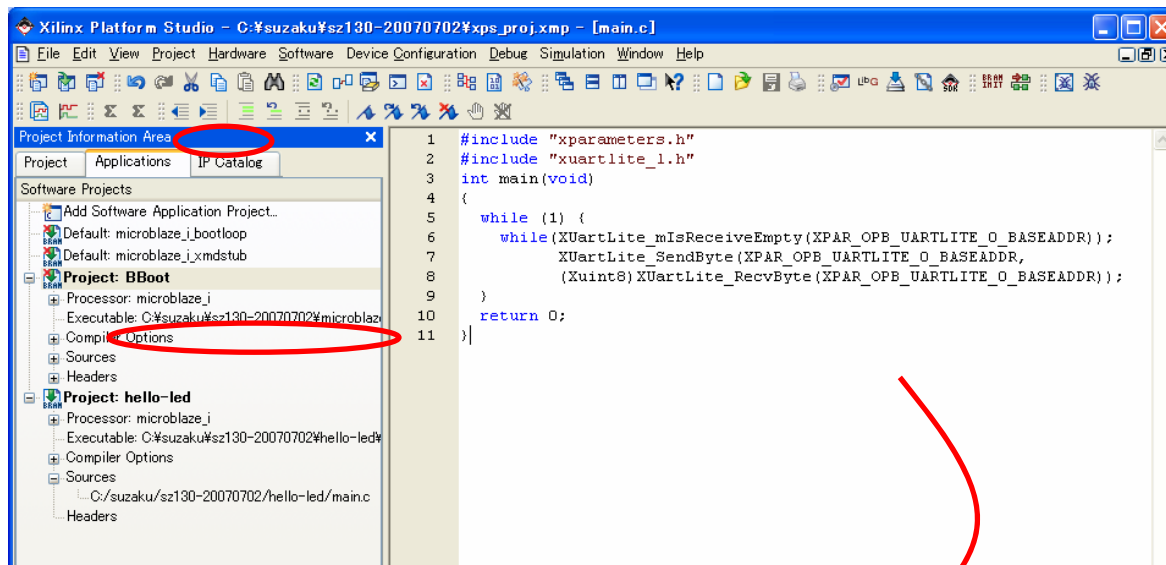 Xilinx Platform Studio - C:¥suzaku¥sz130-20070702¥xps_proj.xmp - [main.c]
File Edit View Project Hardware Software Device Configuration Debug Simulation Window Help
Project Information Area
Project Applications IP Catalog
Software Projects
Add Software Application Project...
Default: microblaze_i_bootloop
Default: microblaze_i_xmdstub
Project: BBoot
Processor: microblaze_i
Executable: C:¥suzaku¥sz130-20070702¥microblaze
Compiler Options
Sources
Headers
Project: hello-led
Processor: microblaze_i
Executable: C:¥suzaku¥sz130-20070702¥hello-led¥
Compiler Options
Sources
C:/suzaku/sz130-20070702/hello-led/main.c
Headers
1 #include "xparameters.h"
2 #include "xuartlite_l.h"
3 int main(void)
4 {
5 while (1) {
6 while(XUartLite_mIsReceiveEmpty(XPAR_OPB_UARTLITE_0_BASEADDR));
7 XUartLite_SendByte(XPAR_OPB_UARTLITE_0_BASEADDR,
8 (Xuint8)XUartLite_RecvByte(XPAR_OPB_UARTLITE_0_BASEADDR));
9 }
10 return 0;
11 }